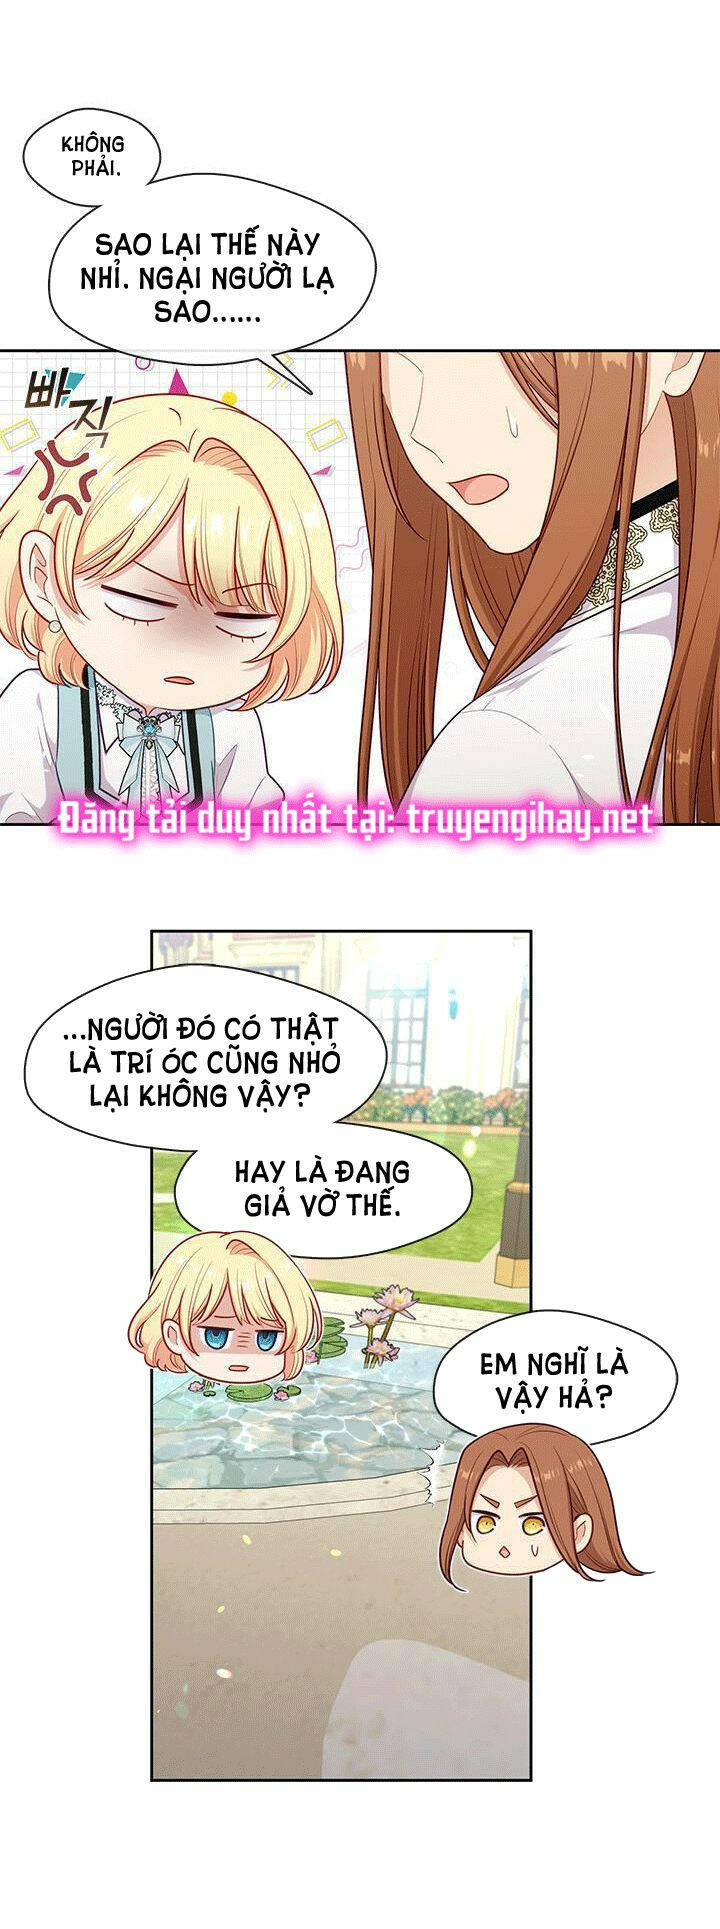 KHÔNG
PHẢI.
SAO LẠI THẾ NÀY
NHỈ. NGẠI NGƯỜI LẠ
SAO......
빠직
Đăng tải duy nhất tại: truyengihay.net
...NGƯỜI ĐÓ CÓ THẬT
LÀ TRÍ ÓC CŨNG NHỎ
LẠI KHÔNG VẬY?
HAY LÀ ĐANG
GIẢ VỜ THẾ.
EM NGHĨ LÀ
VẬY HẢ?